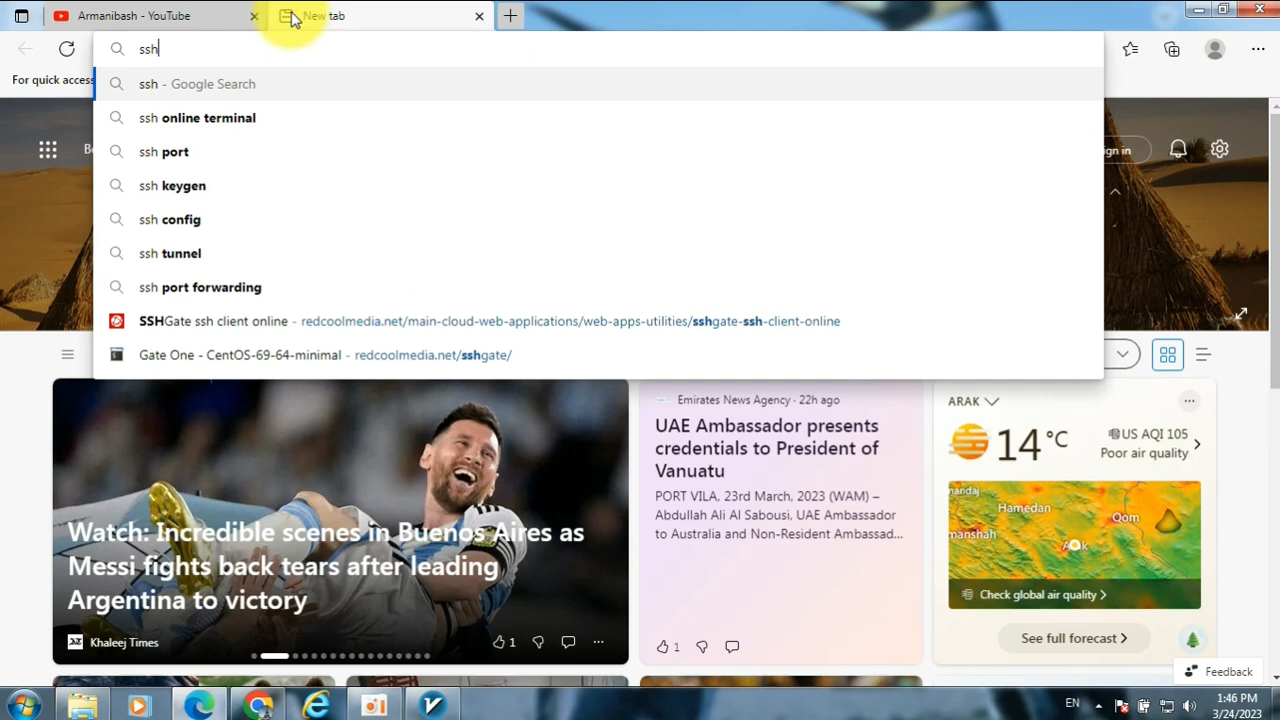 Armanibash - YouTube
New tab
ssh
For quick access
ssh - Google Search
ssh online terminal
ssh port
ssh keygen
ssh config
ssh tunnel
ssh port forwarding
SSHGate ssh client online - redcoolmedia.net/main-cloud-web-applications/web-apps-utilities/sshgate-ssh-client-online
Gate One - CentOS-69-64-minimal - redcoolmedia.net/sshgate/
gn in
Watch: Incredible scenes in Buenos Aires as
Messi fights back tears after leading
Argentina to victory
Khaleej Times
1
Emirates News Agency · 22h ago
UAE Ambassador presents
credentials to President of
Vanuatu
PORT VILA, 23rd March, 2023 (WAM) –
Abdullah Ali Al Sabousi, UAE Ambassador
to Australia and Non-Resident Ambassad...
1
ARAK
14 °C
US AQI 105
Poor air quality
andaj
Hamedan
Qom
manshah
Arak
Check global air quality
See full forecast
Feedback
EN
1:46 PM
3/24/2023